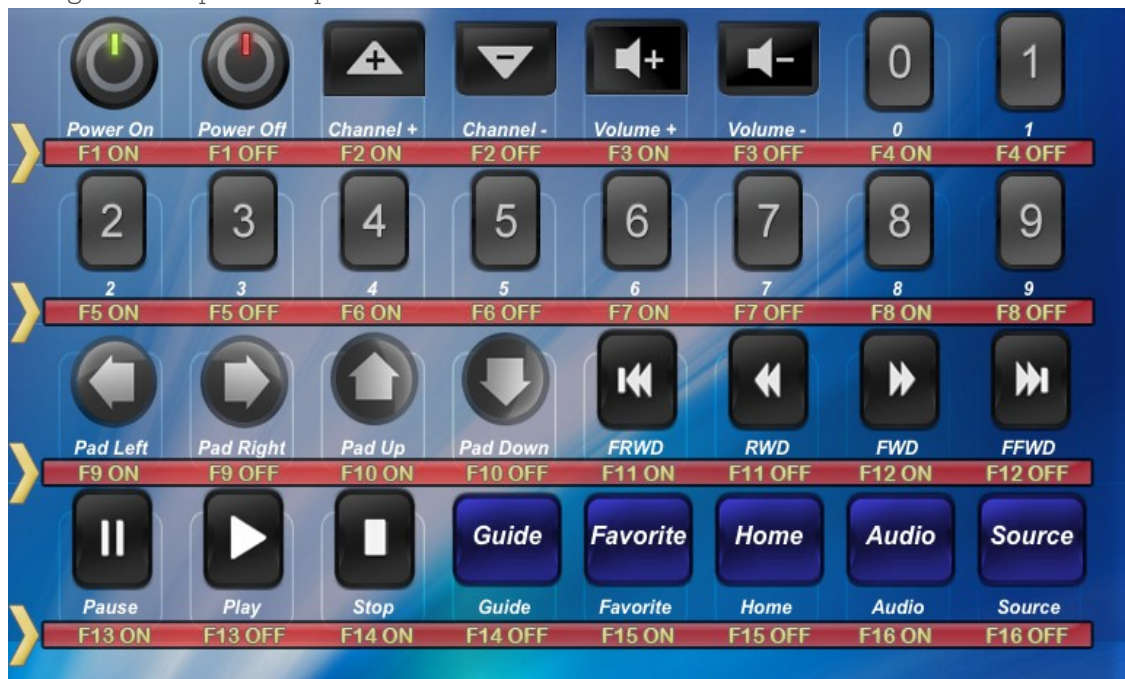 0 1
Power On Power Off Channel + Channel - Volume + Volume - 0 1
F1 ON F1 OFF F2 ON F2 OFF F3 ON F3 OFF F4 ON F4 OFF
2 3 4 5 6 7 8 9
2 3 4 5 6 7 8 9
F5 ON F5 OFF F6 ON F6 OFF F7 ON F7 OFF F8 ON F8 OFF
Pad Left Pad Right Pad Up Pad Down FRWD RWD FWD FFWD
F9 ON F9 OFF F10 ON F10 OFF F11 ON F11 OFF F12 ON F12 OFF
Guide Favorite Home Audio Source
Pause Play Stop Guide Favorite Home Audio Source
F13 ON F13 OFF F14 ON F14 OFF F15 ON F15 OFF F16 ON F16 OFF